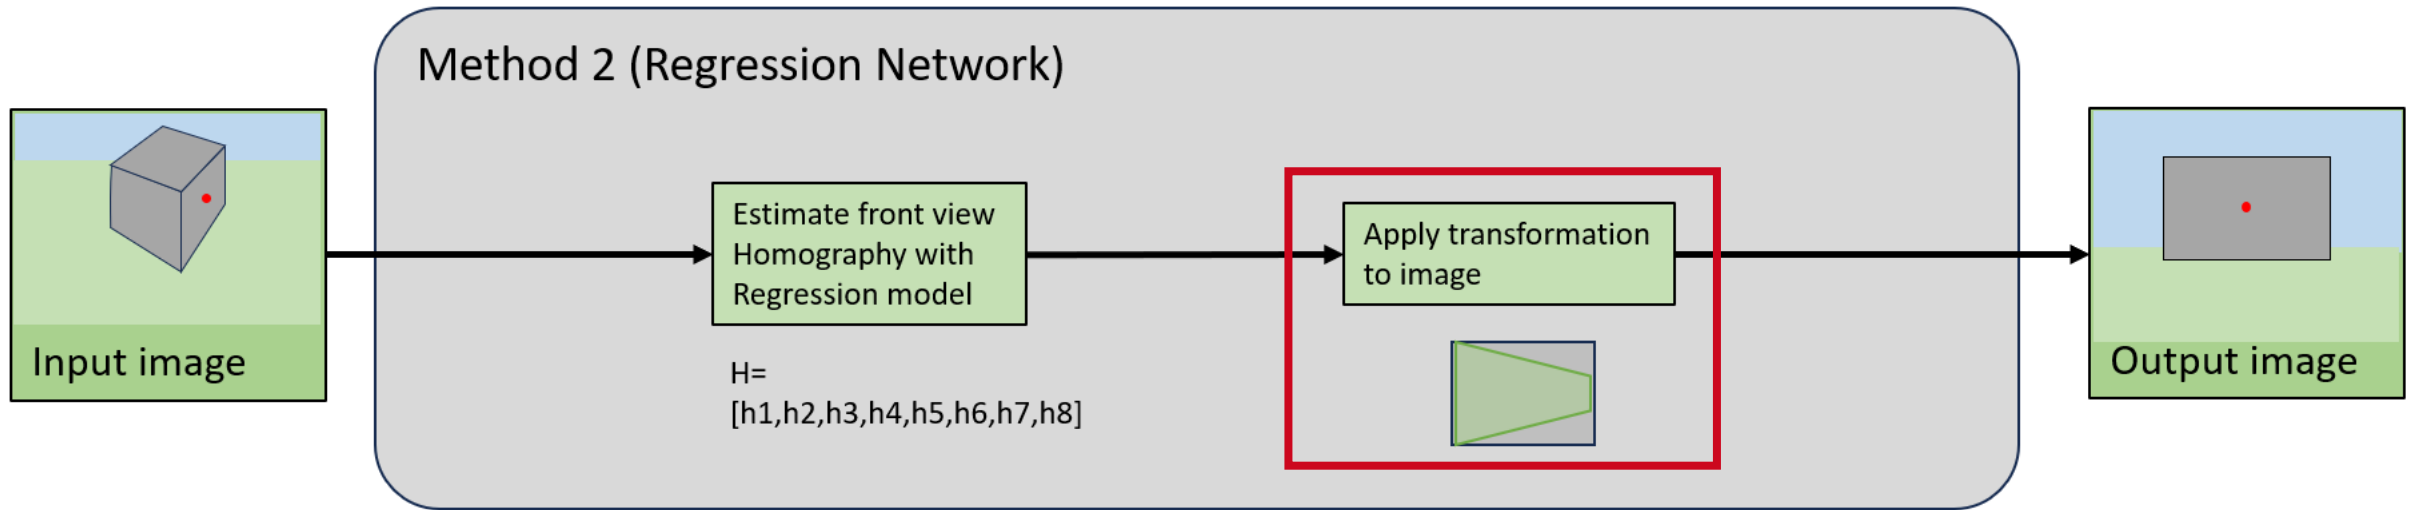 Method 2 (Regression Network)
Input image
Estimate front view
Homography with
Regression model
H=
[h1,h2,h3,h4,h5,h6,h7,h8]
Apply transformation
to image
Output image